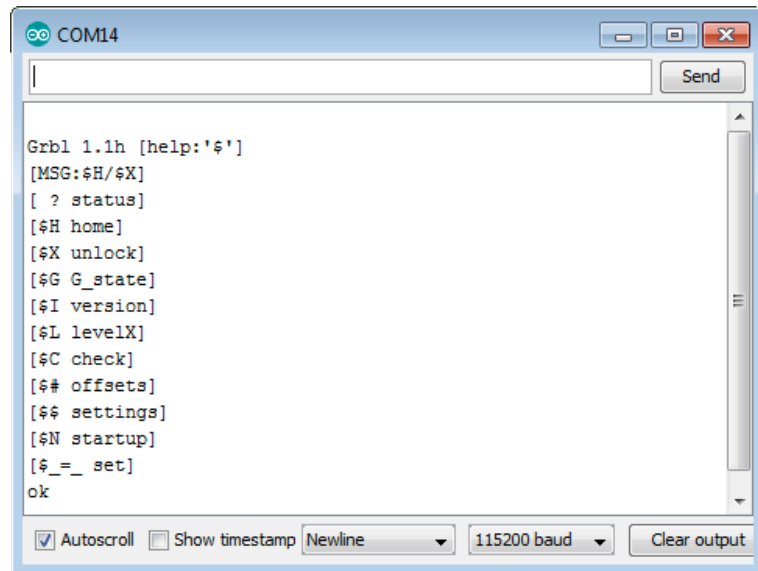 COM14
Send
Grbl 1.1h [help:'$']
[MSG:$H/$X]
[ ? status]
[$H home]
[$X unlock]
[$G G_state]
[$I version]
[$L levelX]
[$C check]
[$# offsets]
[$$ settings]
[$N startup]
[$_=_ set]
ok
Autoscroll Show timestamp Newline 115200 baud Clear output